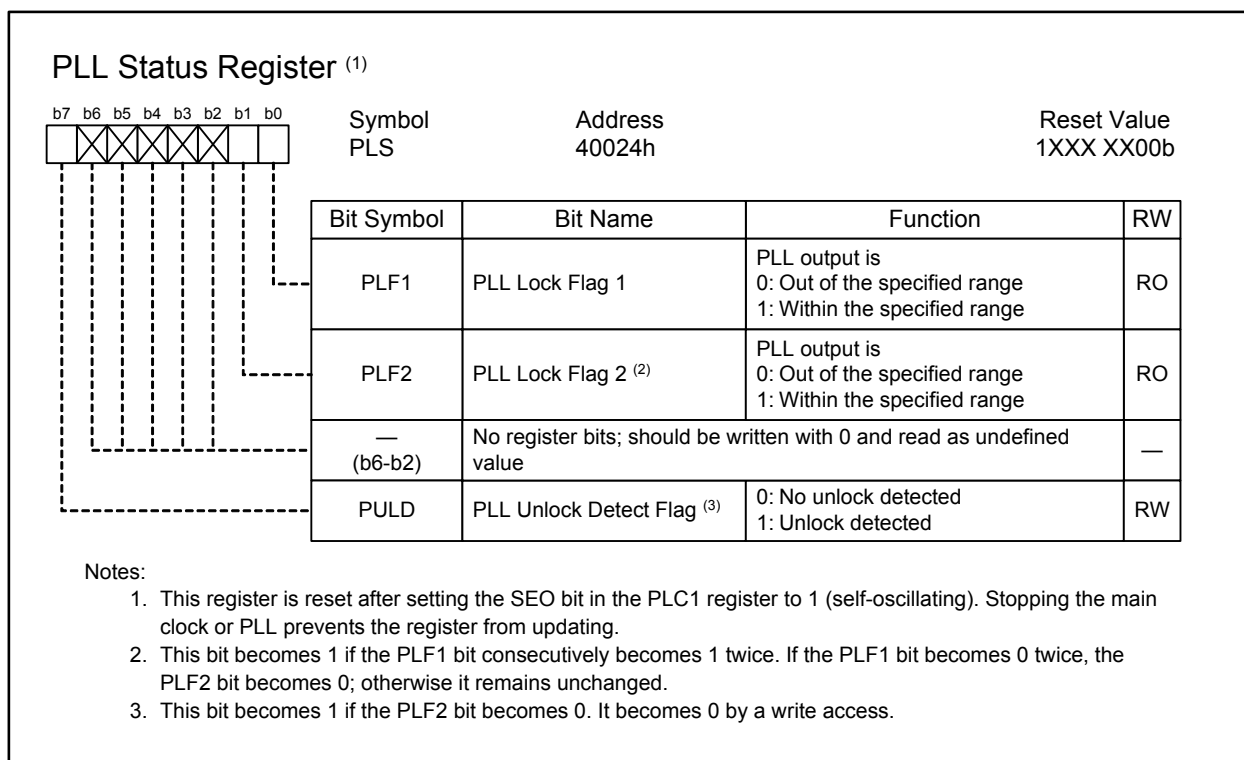 PLL Status Register (1)
b7 b6 b5 b4 b3 b2 b1 b0
Symbol Address Reset Value
PLS 40024h 1XXX XX00b
Bit Symbol Bit Name Function RW
PLF1 PLL Lock Flag 1 PLL output is
0: Out of the specified range
1: Within the specified range RO
PLF2 PLL Lock Flag 2 (2) PLL output is
0: Out of the specified range
1: Within the specified range RO
—
(b6-b2) No register bits; should be written with 0 and read as undefined
value —
PULD PLL Unlock Detect Flag (3) 0: No unlock detected
1: Unlock detected RW
Notes:
1. This register is reset after setting the SEO bit in the PLC1 register to 1 (self-oscillating). Stopping the main
clock or PLL prevents the register from updating.
2. This bit becomes 1 if the PLF1 bit consecutively becomes 1 twice. If the PLF1 bit becomes 0 twice, the
PLF2 bit becomes 0; otherwise it remains unchanged.
3. This bit becomes 1 if the PLF2 bit becomes 0. It becomes 0 by a write access.